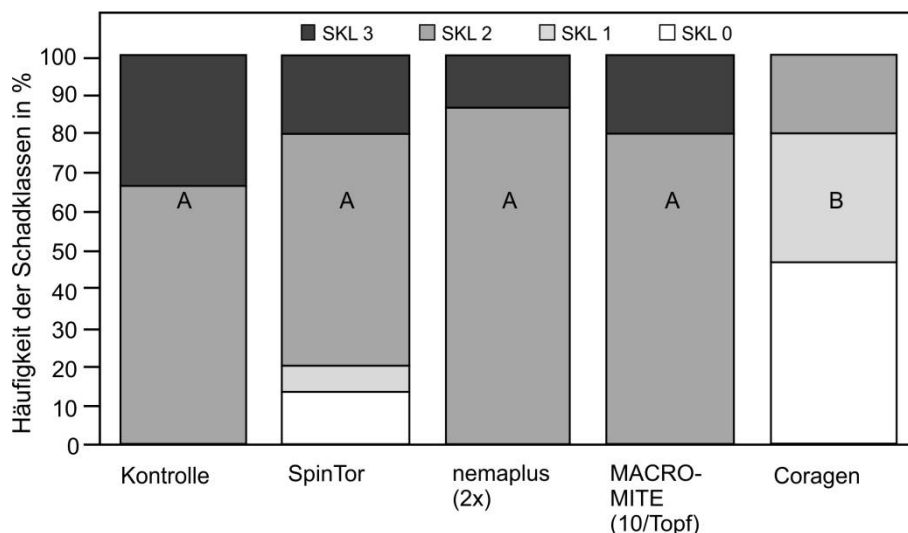 SKL 3 SKL 2 SKL 1 SKL 0
Häufigkeit der Schadklassen in %
100
90
80
70
60
50
40
30
20
10
0
A A A A B
Kontrolle SpinTor nemaplus MACRO- Coragen
(2x) MITE
(10/Topf)